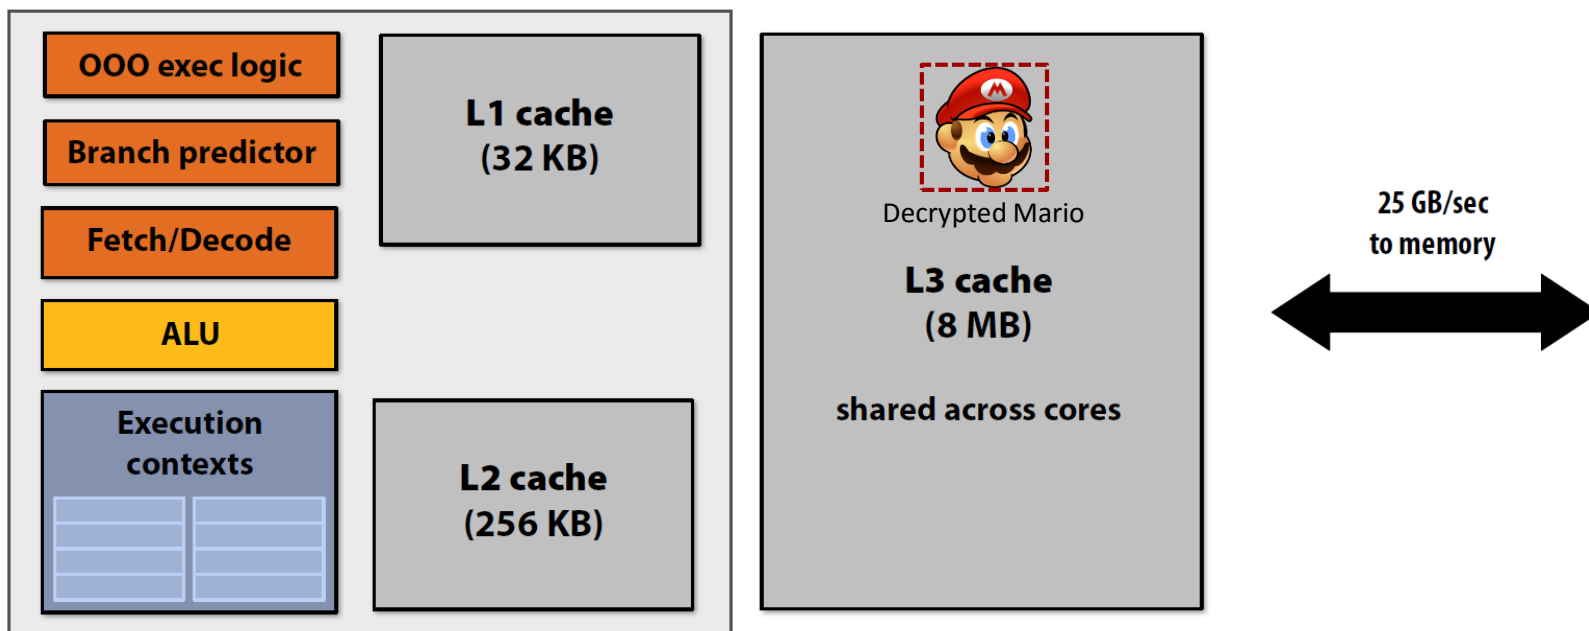 OOO exec logic
Branch predictor
Fetch/Decode
ALU
Execution
contexts
L1 cache
(32 KB)
L2 cache
(256 KB)
M
Decrypted Mario
L3 cache
(8 MB)
shared across cores
25 GB/sec
to memory